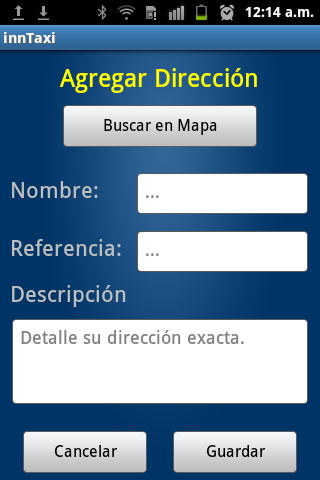 12:14 a.m.
innTaxi
Agregar Dirección
Buscar en Mapa
Nombre: ...
Referencia: ...
Descripción
Detalle su dirección exacta.
Cancelar Guardar